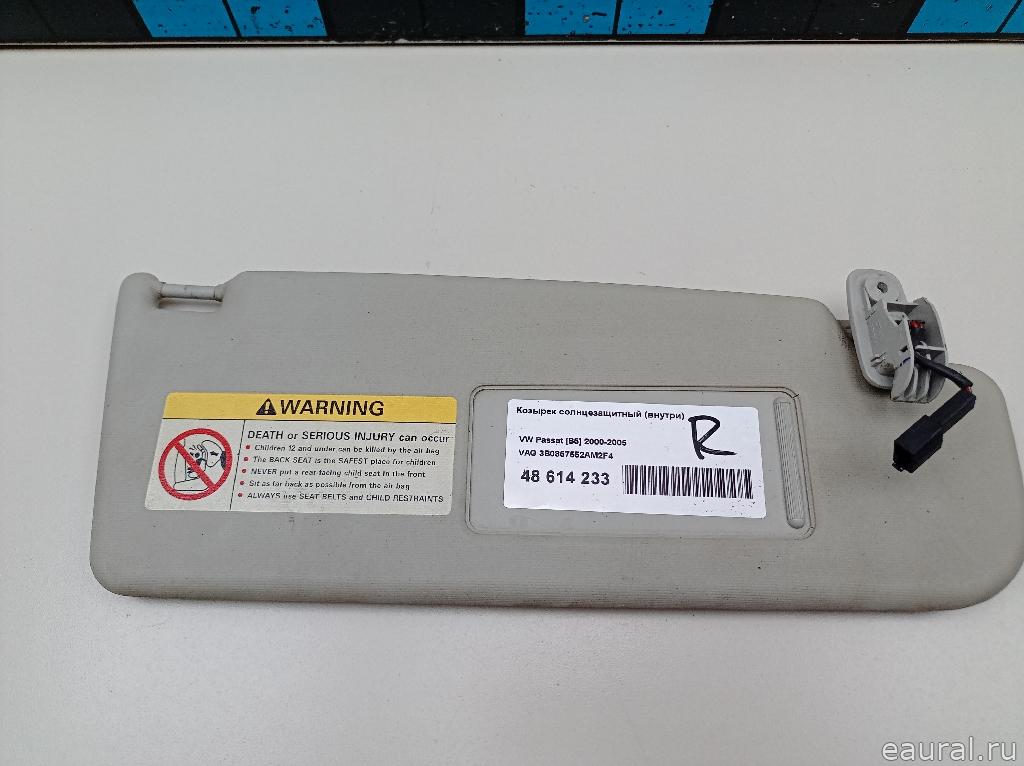 WARNING
DEATH or SERIOUS INJURY can occur
• Children 12 and under can be killed by the air bag
• The BACK SEAT is the SAFEST place for children
• NEVER put a rear-facing child seat in the front
• Sit as far back as possible from the air bag
• ALWAYS use SEAT BELTS and CHILD RESTRAINTS
Козырек солнцезащитный (внутри)
R
VW Passat [B5] 2000-2005
VAG 3B0857552AM2F4
48 614 233
eaural.ru